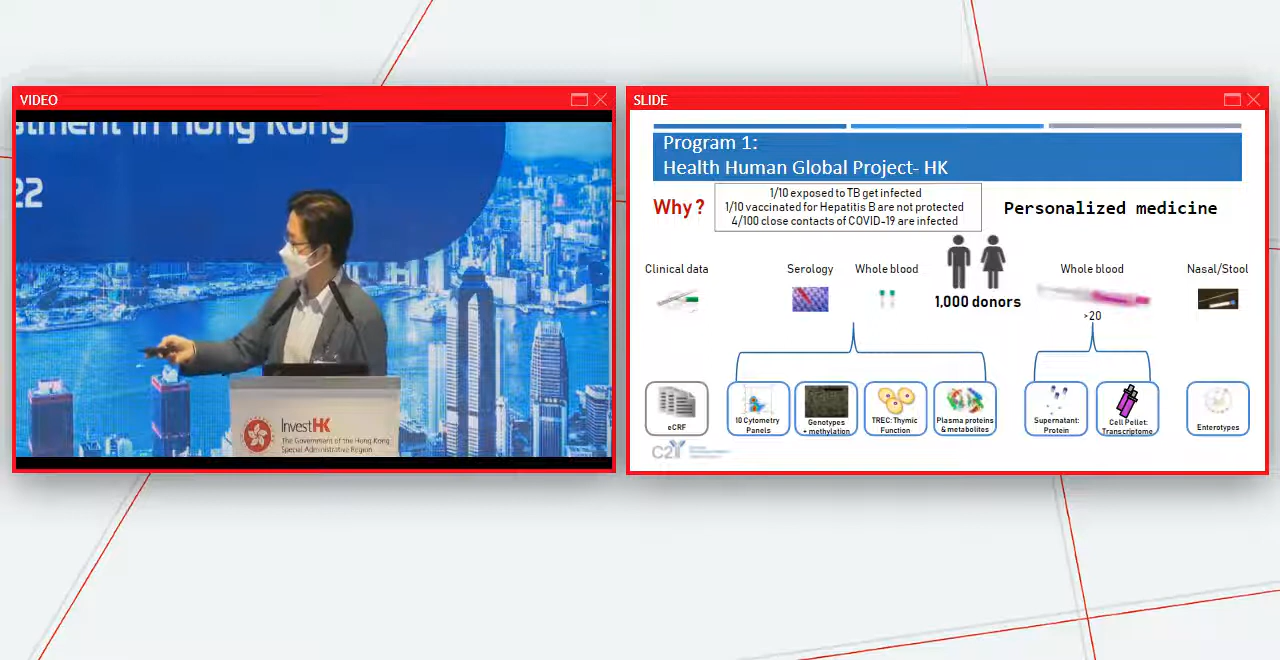 VIDEO
stment in Hong Kong
22
InvestHK
The Government of the Hong Kong
Special Administrative Region
SLIDE
Program 1:
Health Human Global Project- HK
Why?
1/10 exposed to TB get infected
1/10 vaccinated for Hepatitis B are not protected
4/100 close contacts of COVID-19 are infected
Personalized medicine
Clinical data
Serology
Whole blood
1,000 donors
Whole blood
>20
Nasal/Stool
eCRF
10 Cytometry
Panels
Genotypes
+ methylation
TREC: Thymic
Function
Plasma proteins
& metabolites
Supernatant:
Protein
Cell Pellet:
Transcriptome
Enterotypes
C2i